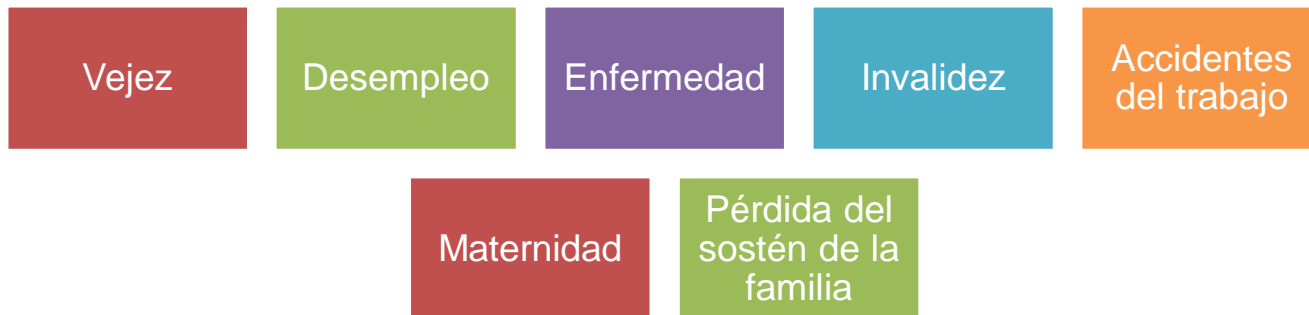 Vejez
Desempleo
Enfermedad
Invalidez
Accidentes
del trabajo
Maternidad
Pérdida del
sostén de la
familia